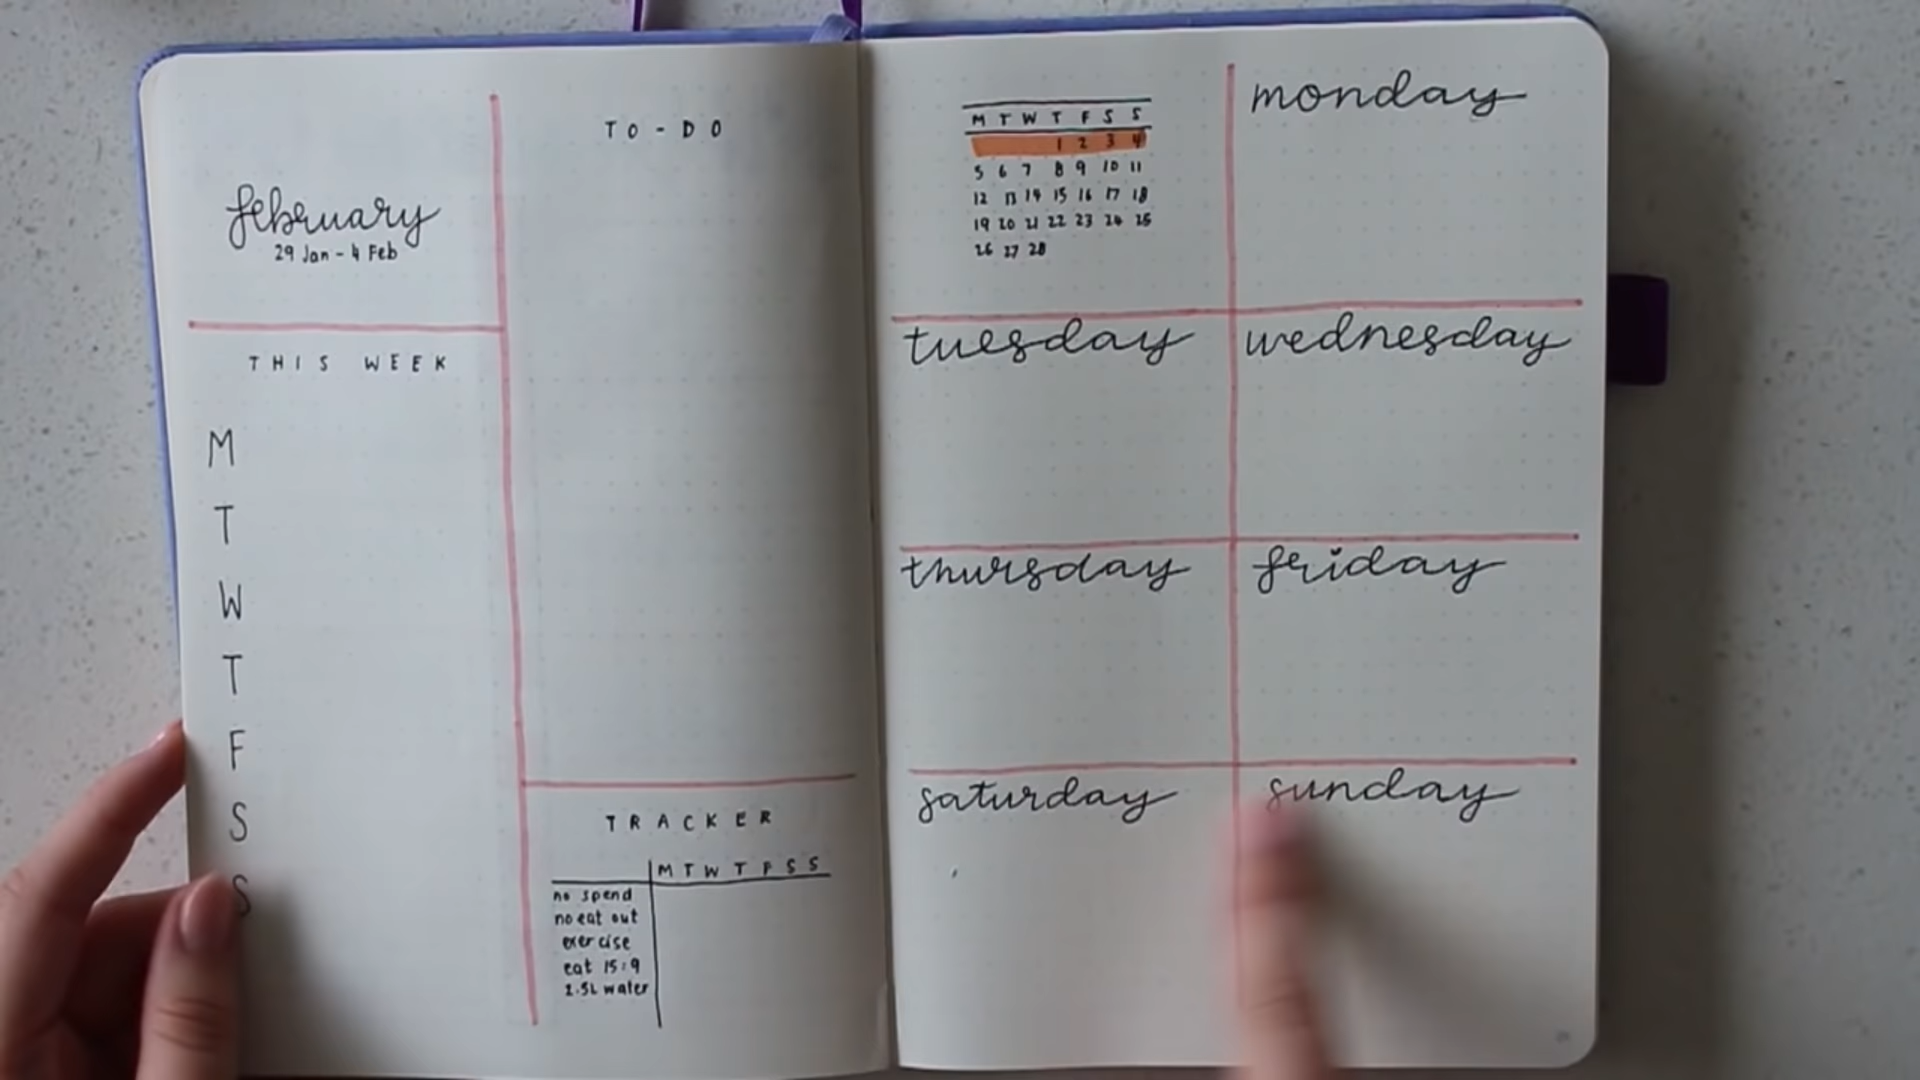 february
29 Jan - 4 Feb
THIS WEEK
M
T
W
T
F
S
S
TO-DO
TRACKER
M T W T F S S
no spend
no eat out
exercise
eat 15:9
2.5L water
M T W T F S S
1 2 3 4
5 6 7 8 9 10 11
12 13 14 15 16 17 18
19 20 21 22 23 24 25
26 27 28
monday
tuesday
wednesday
thursday
friday
saturday
sunday